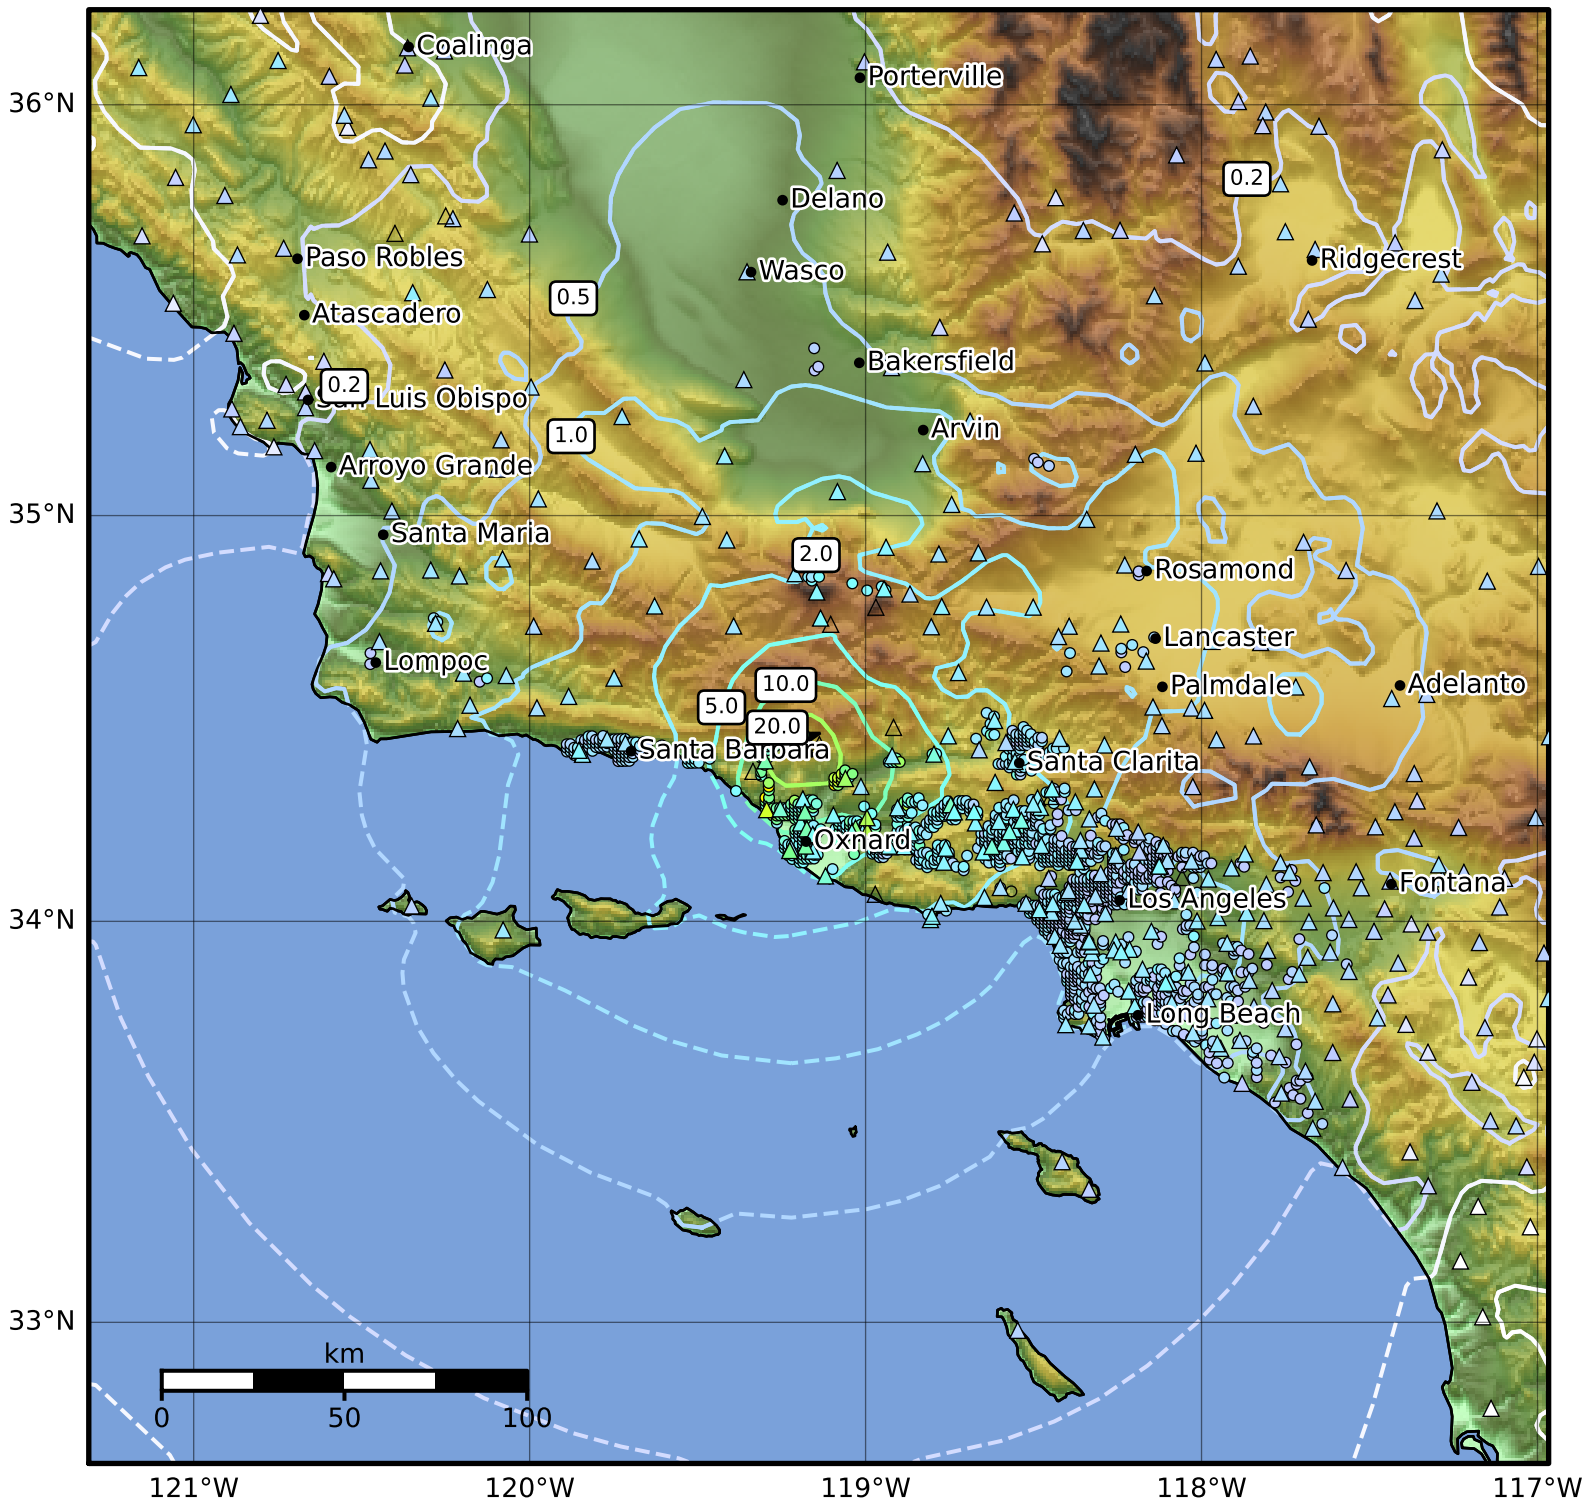 Coalinga
Porterville
36°N
0.2
Delano
Paso Robles
Wasco
Ridgecrest
0.5
Atascadero
Bakersfield
0.2
San Luis Obispo
1.0
Arvin
Arroyo Grande
35°N
Santa Maria
2.0
Rosamond
Lancaster
Lompoc
10.0
Palmdale
Adelanto
5.0
20.0
Santa Barbara
Santa Clarita
Oxnard
Fontana
Los Angeles
34°N
Long Beach
33°N
km
0 50 100
121°W 120°W 119°W 118°W 117°W